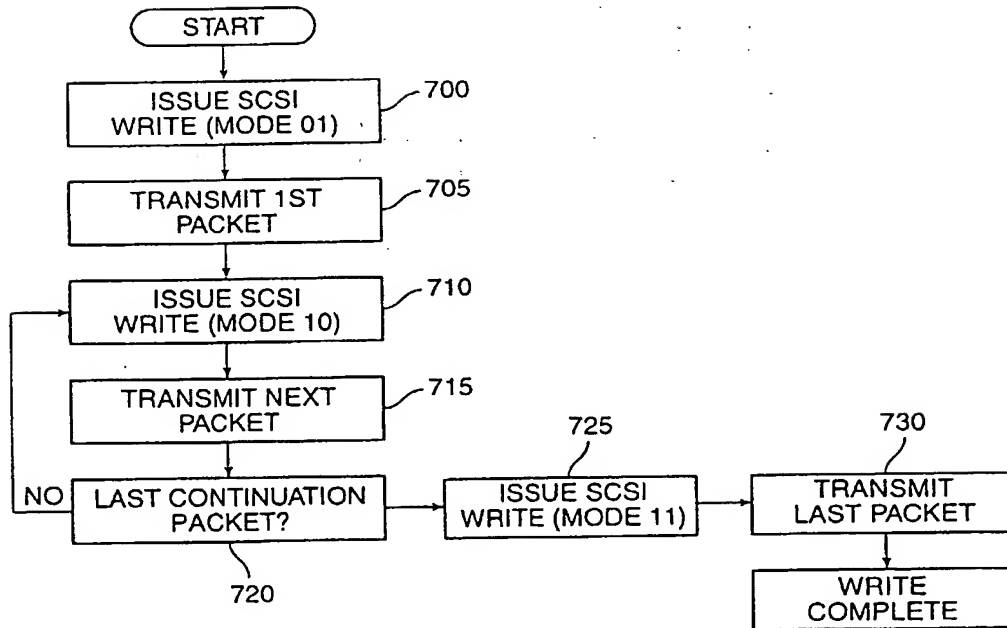 START
ISSUE SCSI
WRITE (MODE 01)
700
TRANSMIT 1ST
PACKET
705
ISSUE SCSI
WRITE (MODE 10)
710
TRANSMIT NEXT
PACKET
715
NO
LAST CONTINUATION
PACKET?
720
725
ISSUE SCSI
WRITE (MODE 11)
730
TRANSMIT
LAST PACKET
WRITE
COMPLETE